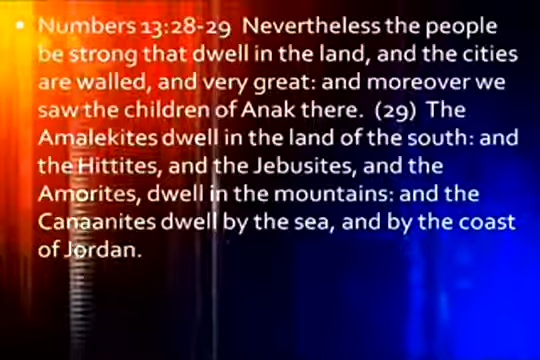 • Numbers 13:28-29 Nevertheless the people
be strong that dwell in the land, and the cities
are walled, and very great: and moreover we
saw the children of Anak there. (29) The
Amalekites dwell in the land of the south: and
the Hittites, and the Jebusites, and the
Amorites, dwell in the mountains: and the
Canaanites dwell by the sea, and by the coast
of Jordan.